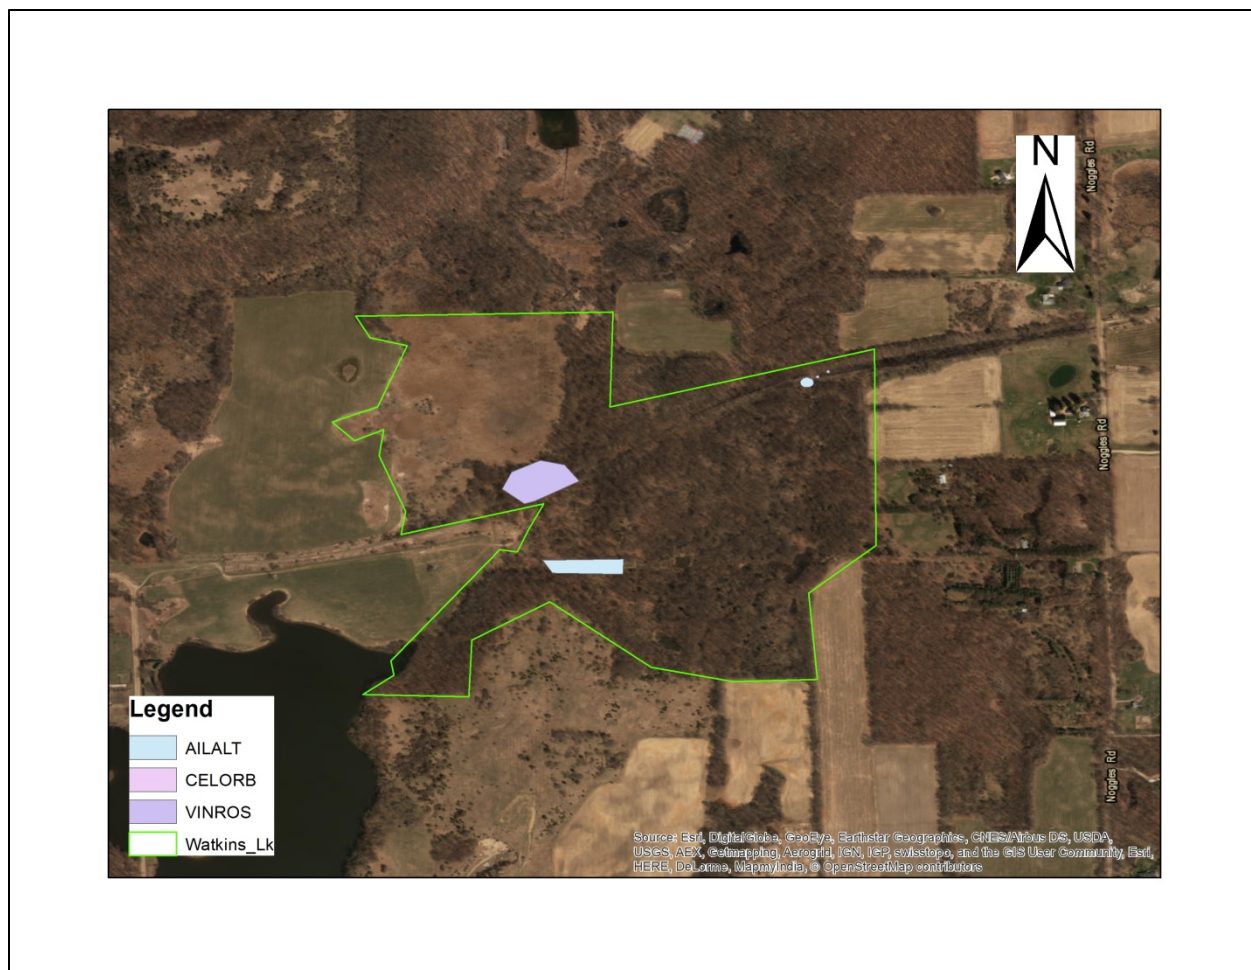 N
Noggles Rd
Noggles Rd
Noggles Rd
Legend
AILALT
CELORB
VINROS
Watkins_Lk
Source: Esri, DigitalGlobe, GeoEye, Earthstar Geographics, CNES/Airbus DS, USDA,
USGS, AEX, Getmapping, Aerogrid, IGN, IGP, swisstopo, and the GIS User Community, Esri,
HERE, DeLorme, MapmyIndia, © OpenStreetMap contributors